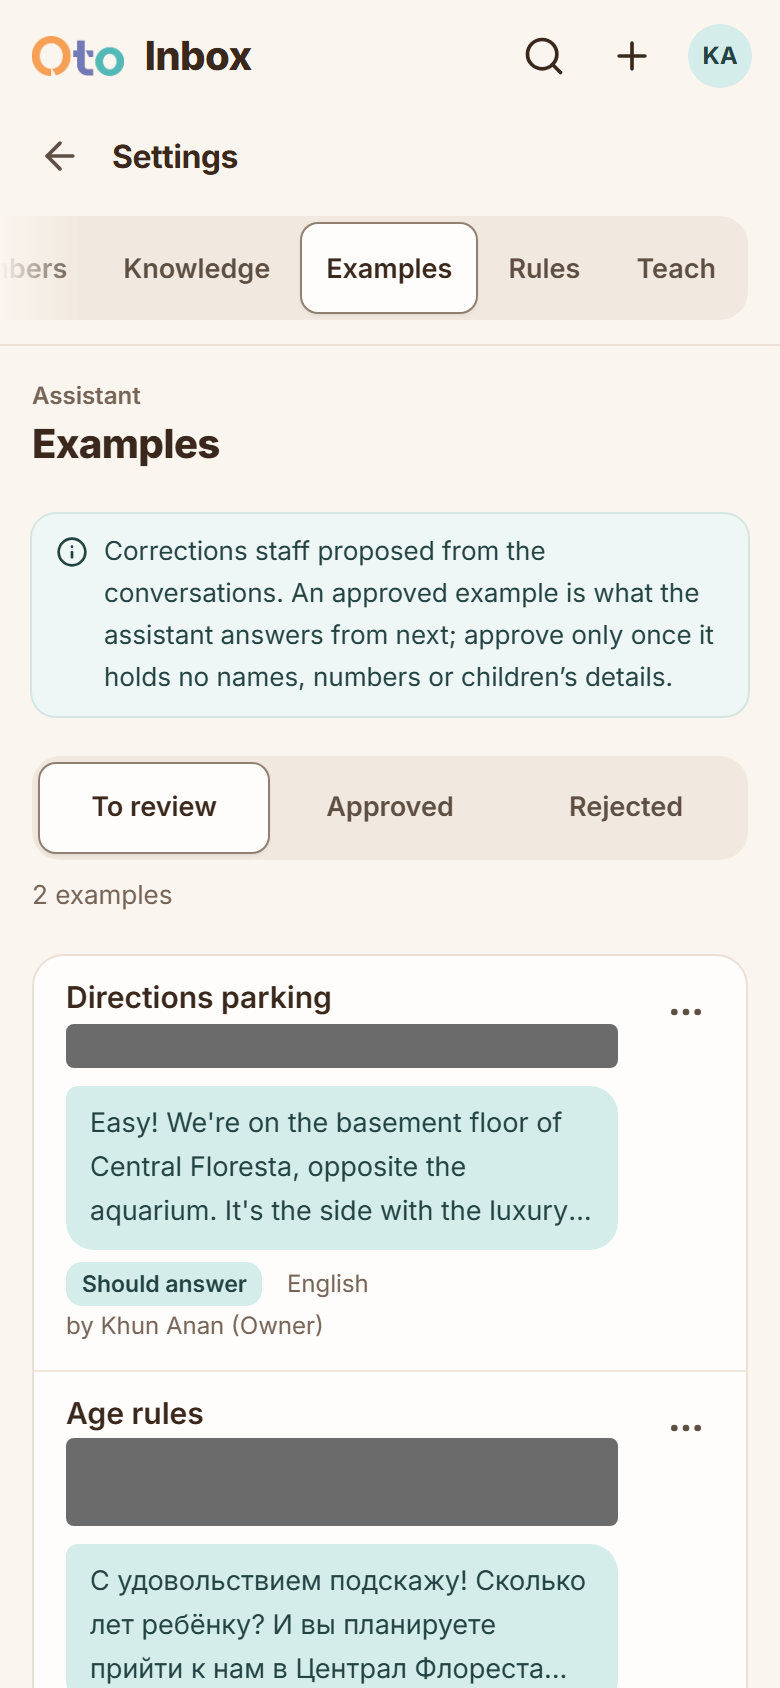 Oto Inbox
KA
Settings
bers Knowledge Examples Rules Teach
Assistant
Examples
Corrections staff proposed from the
conversations. An approved example is what the
assistant answers from next; approve only once it
holds no names, numbers or children’s details.
To review Approved Rejected
2 examples
Directions parking
Easy! We're on the basement floor of
Central Floresta, opposite the
aquarium. It's the side with the luxury...
Should answer English
by Khun Anan (Owner)
Age rules
С удовольствием подскажу! Сколько
лет ребёнку? И вы планируете
прийти к нам в Централ Флореста...